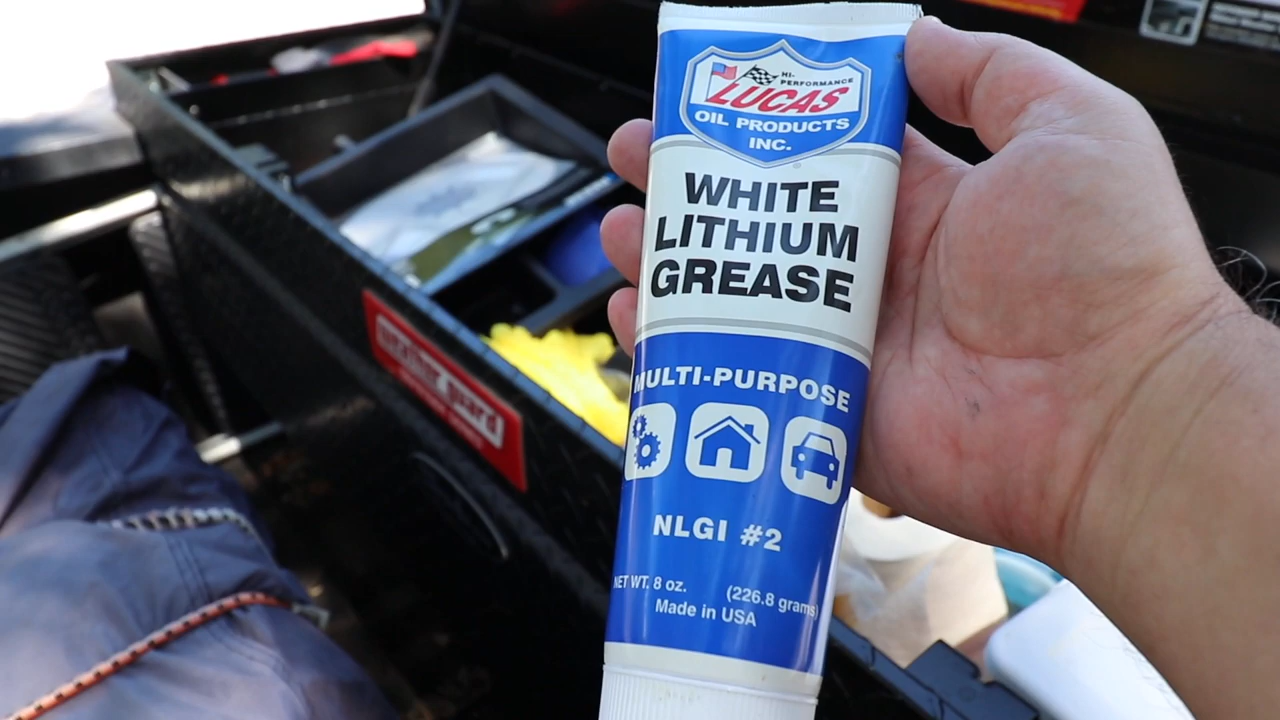 HI-
PERFORMANCE
LUCAS
OIL PRODUCTS
INC.
WHITE
LITHIUM
GREASE
MULTI-PURPOSE
NLGI #2
NET WT. 8 oz. (226.8 grams)
Made in USA
guard